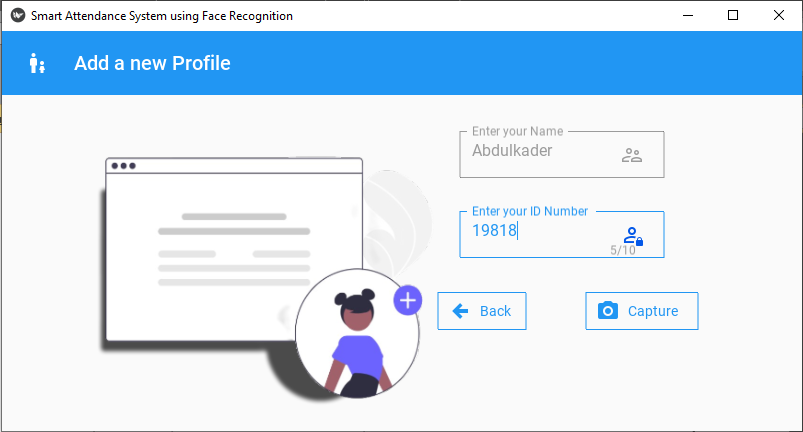 Smart Attendance System using Face Recognition
Add a new Profile
Enter your Name
Abdulkader
Enter your ID Number
19818
5/10
Back
Capture